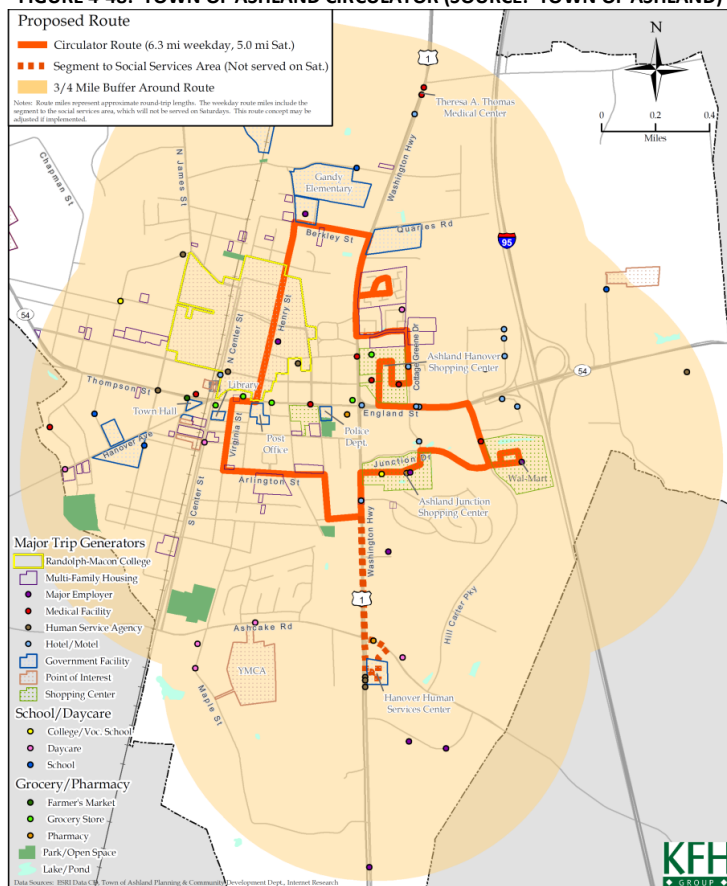 FIGURE 4-48: TOWN OF ASHLAND CIRCULATOR (SOURCE: TOWN OF ASHLAND)
Proposed Route
Circulator Route (6.3 mi weekday, 5.0 mi Sat.)
Segment to Social Services Area (Not served on Sat.)
3/4 Mile Buffer Around Route
Notes: Route miles represent approximate round-trip lengths. The weekday route miles include the
segment to the social services area, which will not be served on Saturdays. This route concept may be
adjusted if implemented.
N
0 0.2 0.4
Miles
1
Theresa A. Thomas
Medical Center
Washington Hwy
Chapman St
N James St
Gandy
Elementary
Berkley St
Quarles Rd
95
54
Henry St
N Center St
Cottage Greene Dr
Ashland Hanover
Shopping Center
54
Thompson St
Library
Town Hall
England St
Virginia St
Post
Office
Police
Dept.
Hanover Ave
Junction Dr
Wal-Mart
Arlington St
Ashland Junction
Shopping Center
S Center St
Washington Hwy
1
Hill Carter Pky
Ashcake Rd
YMCA
Maple St
Hanover Human
Services Center
Major Trip Generators
Randolph-Macon College
Multi-Family Housing
Major Employer
Medical Facility
Human Service Agency
Hotel/Motel
Government Facility
Point of Interest
Shopping Center
School/Daycare
College/Voc. School
Daycare
School
Grocery/Pharmacy
Farmer's Market
Grocery Store
Pharmacy
Park/Open Space
Lake/Pond
Data Sources: ESRI Data CD, Town of Ashland Planning & Community Development Dept., Internet Research
KFH
GROUP